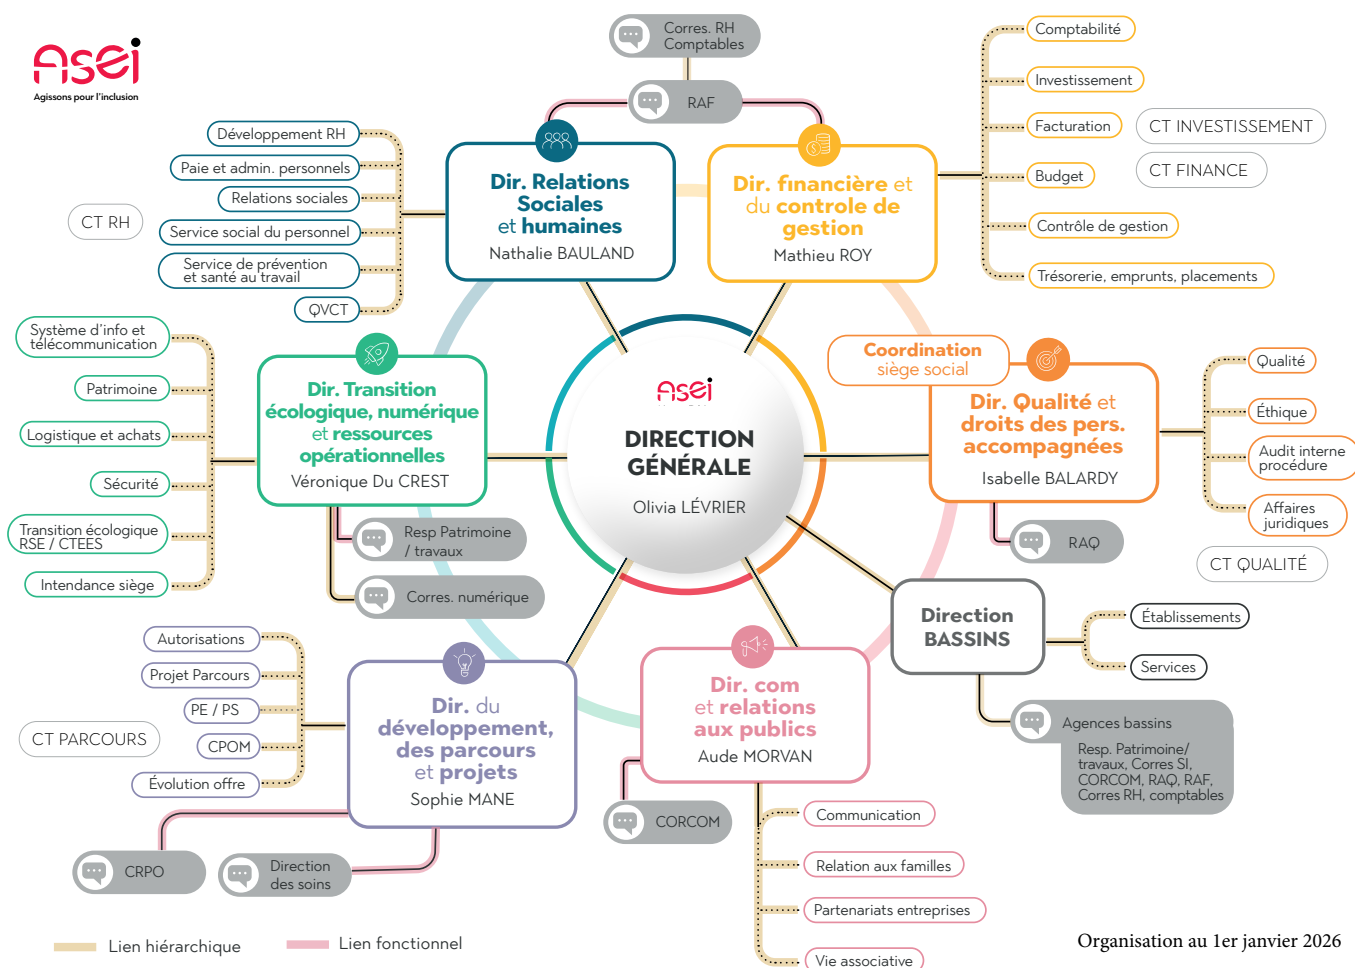 Asei
Agissons pour l'inclusion
Corres. RH
Comptables
RAF
Développement RH
Paie et admin. personnels
Relations sociales
CT RH
Service social du personnel
Service de prévention
et santé au travail
QVCT
Dir. Relations
Sociales
et humaines
Nathalie BAULAND
Dir. financière et
du controle de
gestion
Mathieu ROY
Comptabilité
Investissement
Facturation
CT INVESTISSEMENT
Budget
CT FINANCE
Contrôle de gestion
Trésorerie, emprunts, placements
Système d'info et
télécommunication
Patrimoine
Logistique et achats
Sécurité
Transition écologique
RSE / CTEES
Intendance siège
Dir. Transition
écologique, numérique
et ressources
opérationnelles
Véronique Du CREST
Resp Patrimoine
/ travaux
Corres. numérique
Asei
DIRECTION
GÉNÉRALE
Olivia LÉVRIER
Coordination
siège social
Dir. Qualité et
droits des pers.
accompagnées
Isabelle BALARDY
RAQ
Qualité
Éthique
Audit interne
procédure
Affaires
juridiques
CT QUALITÉ
Direction
BASSINS
Établissements
Services
Agences bassins
Resp. Patrimoine/
travaux, Corres SI,
CORCOM, RAQ, RAF,
Corres RH, comptables
Autorisations
Projet Parcours
PE / PS
CT PARCOURS
CPOM
Évolution offre
Dir. du
développement,
des parcours
et projets
Sophie MANE
CRPO
Direction
des soins
Dir. com
et relations
aux publics
Aude MORVAN
CORCOM
Communication
Relation aux familles
Partenariats entreprises
Vie associative
Lien hiérarchique
Lien fonctionnel
Organisation au 1er janvier 2026